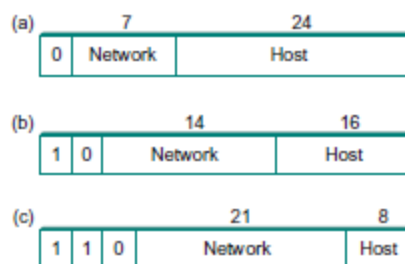 (a) 7 24
0 Network Host
(b) 14 16
1 0 Network Host
(c) 21 8
1 1 0 Network Host